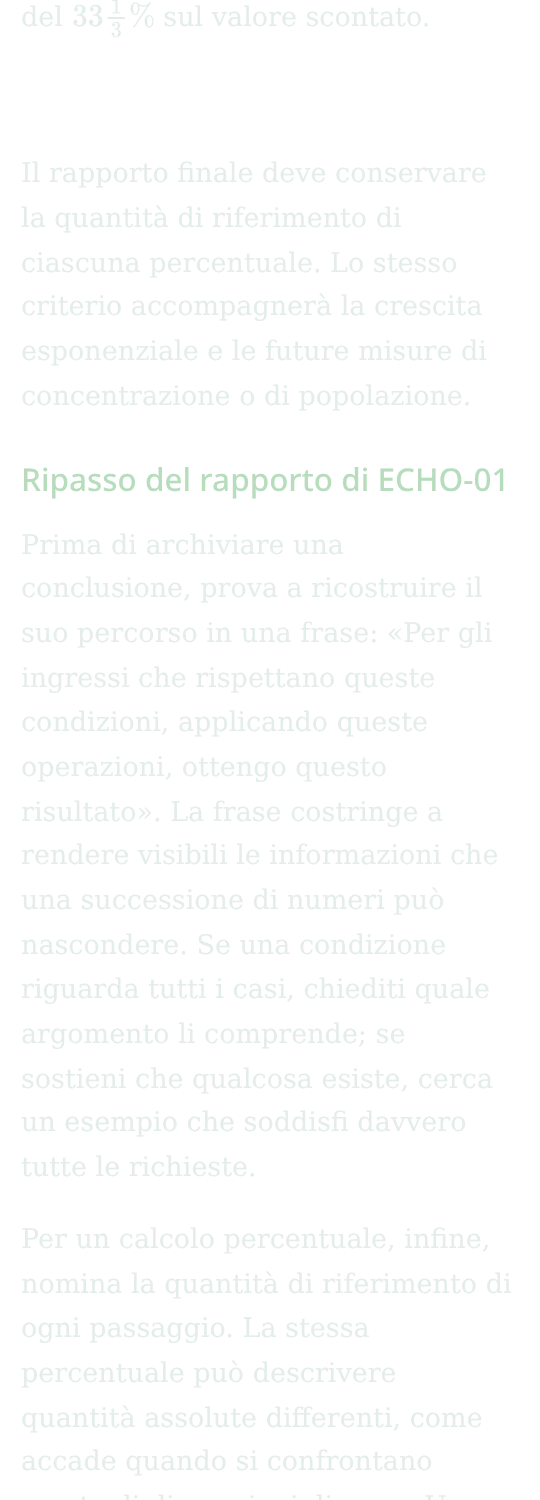 del 33 1/3 % sul valore scontato.
Il rapporto finale deve conservare
la quantità di riferimento di
ciascuna percentuale. Lo stesso
criterio accompagnerà la crescita
esponenziale e le future misure di
concentrazione o di popolazione.
Ripasso del rapporto di ECHO-01
Prima di archiviare una
conclusione, prova a ricostruire il
suo percorso in una frase: «Per gli
ingressi che rispettano queste
condizioni, applicando queste
operazioni, ottengo questo
risultato». La frase costringe a
rendere visibili le informazioni che
una successione di numeri può
nascondere. Se una condizione
riguarda tutti i casi, chiediti quale
argomento li comprende; se
sostieni che qualcosa esiste, cerca
un esempio che soddisfi davvero
tutte le richieste.
Per un calcolo percentuale, infine,
nomina la quantità di riferimento di
ogni passaggio. La stessa
percentuale può descrivere
quantità assolute differenti, come
accade quando si confrontano